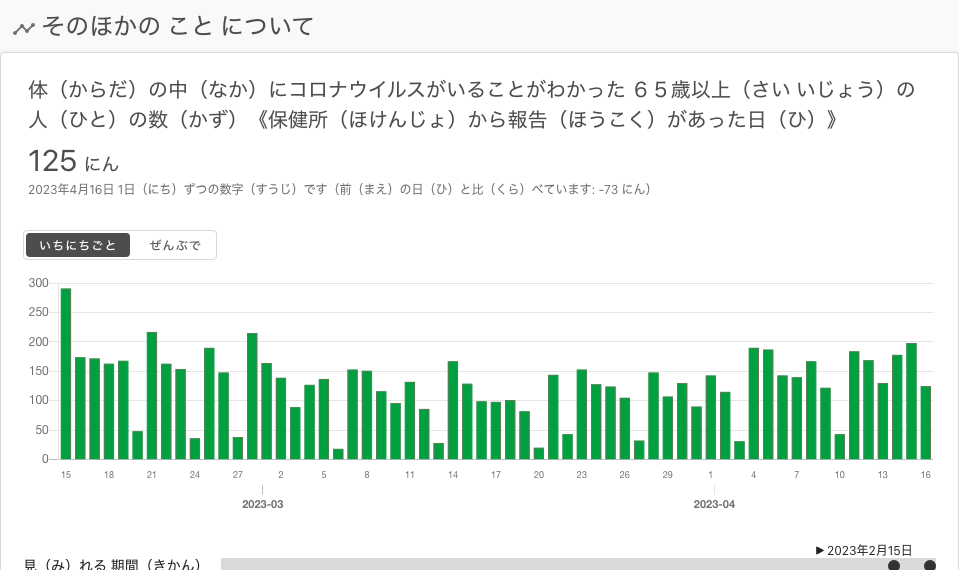 そのほかの こと について
体（からだ）の中（なか）にコロナウイルスがいることがわかった ６５歳以上（さい いじょう）の
人（ひと）の数（かず）《保健所（ほけんじょ）から報告（ほうこく）があった日（ひ）》
125 にん
2023年4月16日 1日（にち）ずつの数字（すうじ）です（前（まえ）の日（ひ）と比（くら）べています: -73 にん）
いちにちごと ぜんぶで
300
250
200
150
100
50
0
15 18 21 24 27 2 5 8 11 14 17 20 23 26 29 1 4 7 10 13 16
2023-03 2023-04
▶ 2023年2月15日
見（み）れる 期間（きかん）